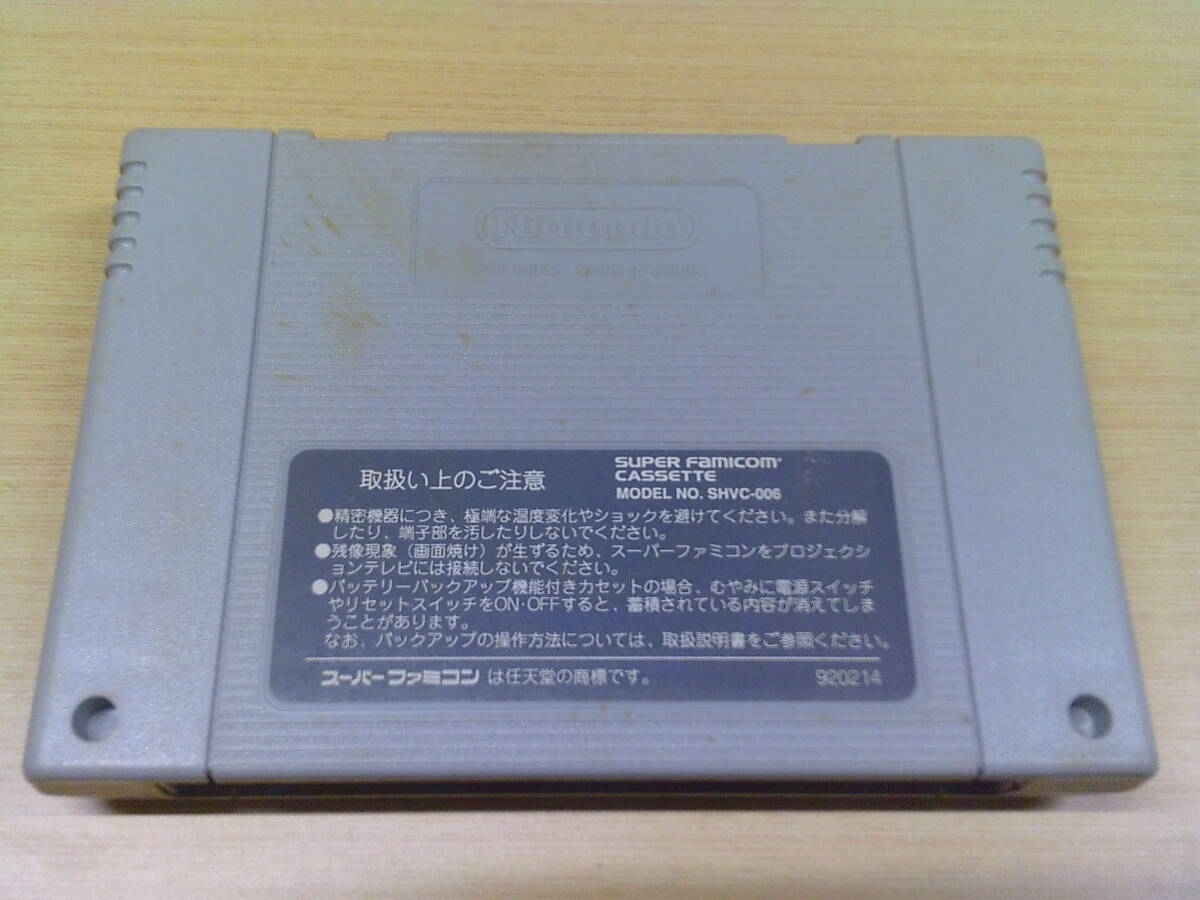 Nintendo
取扱い上のご注意
SUPER FAMICOM
CASSETTE
MODEL NO. SHVC-006
●精密機器につき、極端な温度変化やショックを避けてください。また分解
したり、端子部を汚したりしないでください。
●残像現象（画面焼け）が生ずるため、スーパーファミコンをプロジェクシ
ョンテレビには接続しないでください。
●バッテリーバックアップ機能付きカセットの場合、むやみに電源スイッチ
やリセットスイッチをON・OFFすると、蓄積されている内容が消えてしま
うことがあります。
なお、バックアップの操作方法については、取扱説明書をご参照ください。
スーパーファミコン は任天堂の商標です。
920214